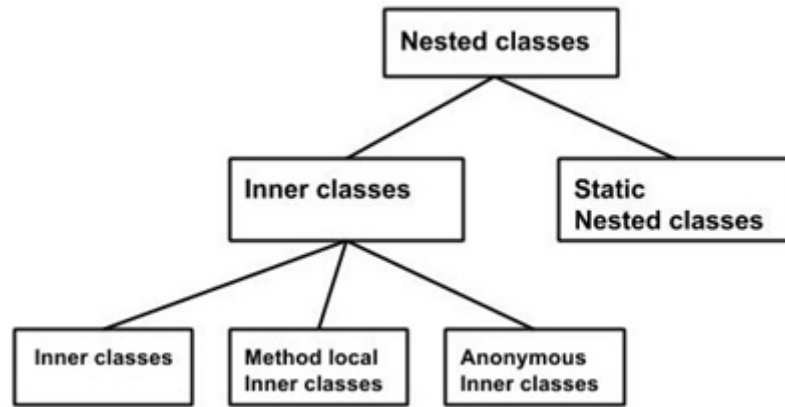 Nested classes
Inner classes
Static
Nested classes
Inner classes
Method local
Inner classes
Anonymous
Inner classes